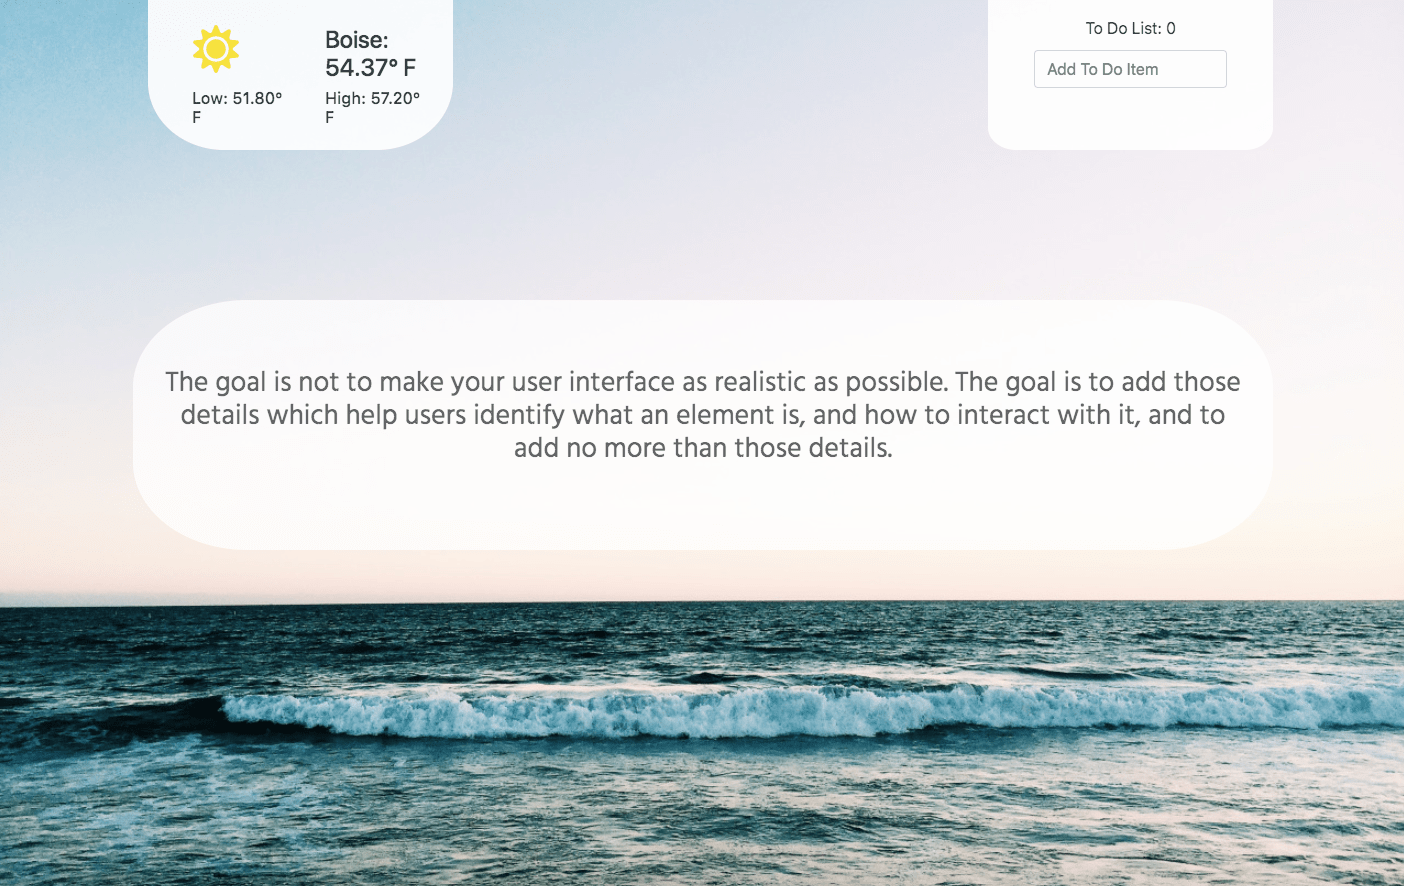 Boise:
54.37° F
Low: 51.80°
F
High: 57.20°
F
To Do List: 0
Add To Do Item
The goal is not to make your user interface as realistic as possible. The goal is to add those
details which help users identify what an element is, and how to interact with it, and to
add no more than those details.